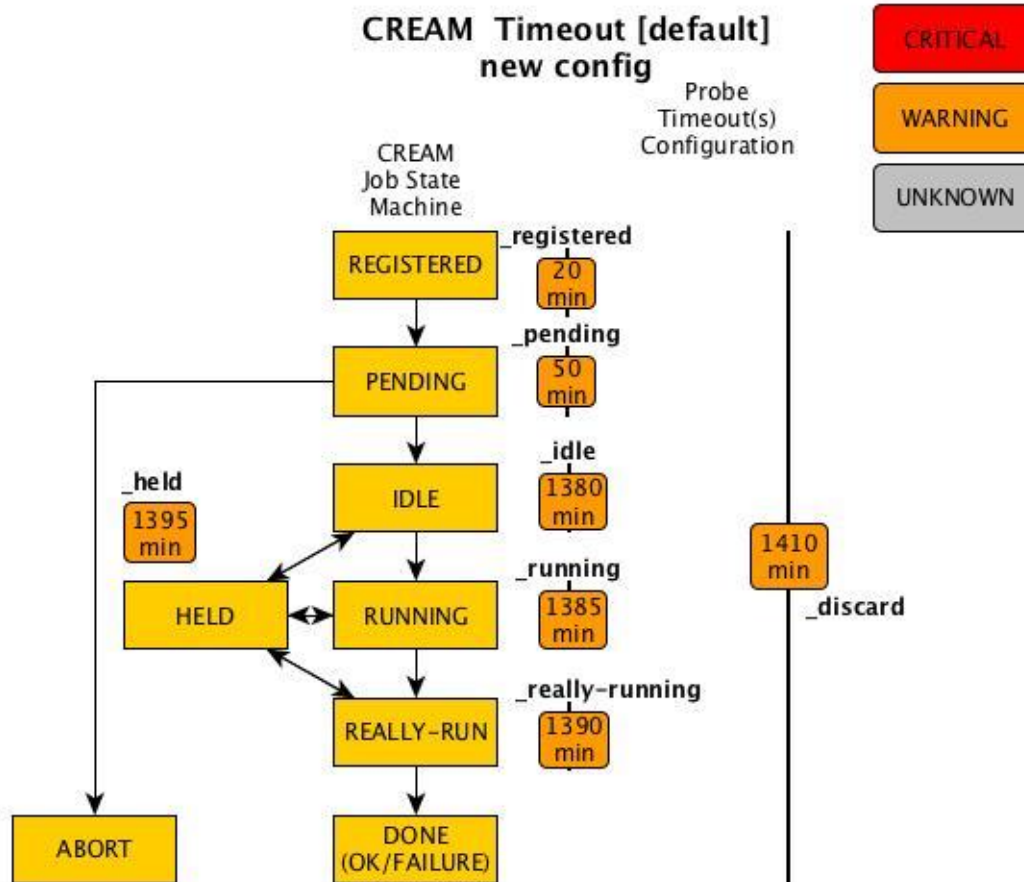 CREAM Timeout [default]
new config
CRITICAL
WARNING
UNKNOWN
Probe
Timeout(s)
Configuration
CREAM
Job State
Machine
REGISTERED
_registered
20
min
PENDING
_pending
50
min
IDLE
_idle
1380
min
_held
1395
min
HELD
RUNNING
_running
1385
min
1410
min
_discard
REALLY-RUN
_really-running
1390
min
ABORT
DONE
(OK/FAILURE)